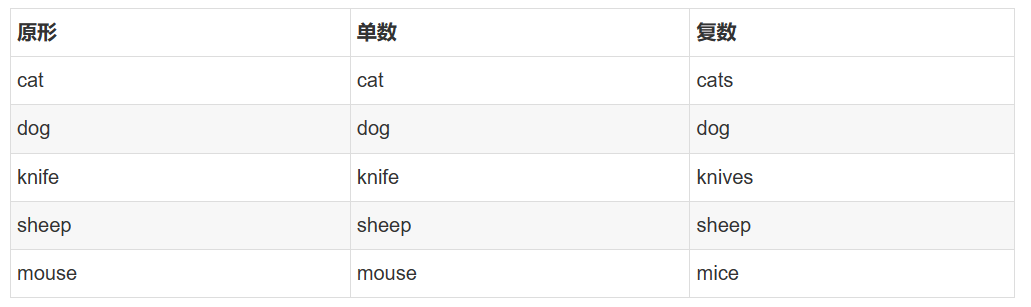 原形 单数 复数
cat cat cats
dog dog dog
knife knife knives
sheep sheep sheep
mouse mouse mice